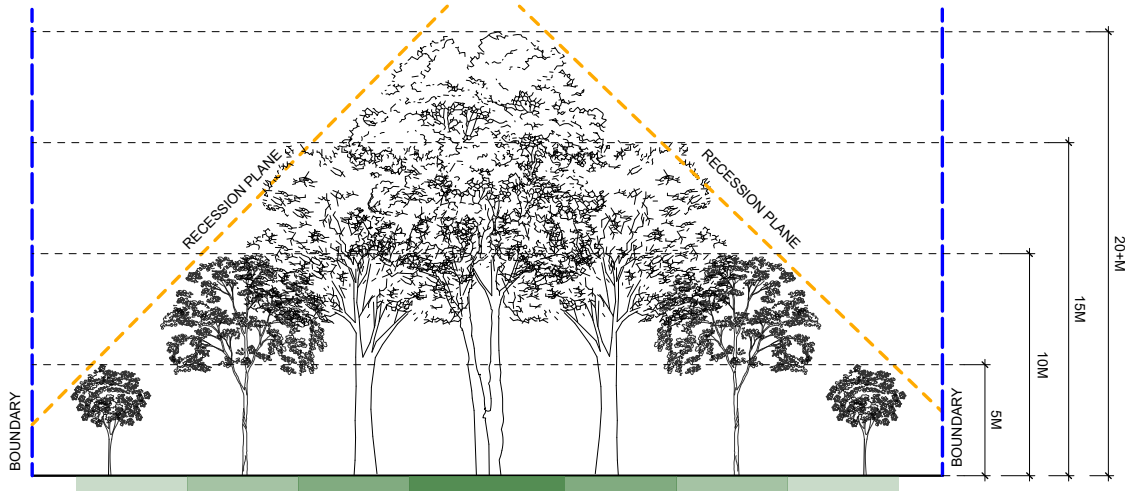 RECESSION PLANE
RECESSION PLANE
BOUNDARY
BOUNDARY
5M
10M
15M
20+M